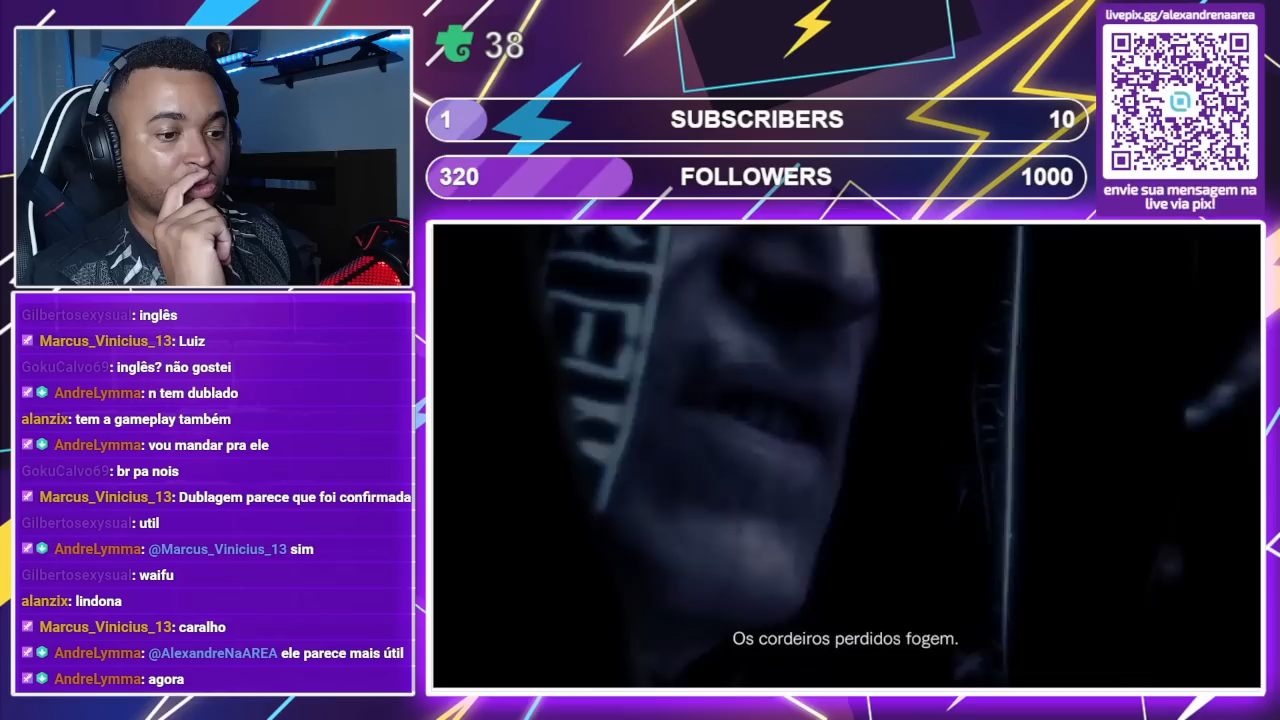 livepix.gg/alexandrenaarea
38
1 SUBSCRIBERS 10
320 FOLLOWERS 1000
envie sua mensagem na
live via pix!
Gilbertosexysual: inglês
Marcus_Vinicius_13: Luiz
GokuCalvo69: inglês? não gostei
AndreLymma: n tem dublado
alanzix: tem a gameplay também
AndreLymma: vou mandar pra ele
GokuCalvo69: br pa nois
Marcus_Vinicius_13: Dublagem parece que foi confirmada
Gilbertosexysual: util
AndreLymma: @Marcus_Vinicius_13 sim
Gilbertosexysual: waifu
alanzix: lindona
Marcus_Vinicius_13: caralho
AndreLymma: @AlexandreNaAREA ele parece mais útil
AndreLymma: agora
Os cordeiros perdidos fogem.